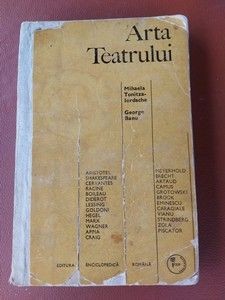 Arta
Teatrului
Mihaela
Tonitza-
Iordache
George
Banu
ARISTOTEL
SHAKESPEARE
CERVANTES
RACINE
BOILEAU
DIDEROT
LESSING
GOLDONI
HEGEL
MARX
WAGNER
APPIA
CRAIG
MEYERHOLD
BRECHT
ARTAUD
CAMUS
GROTOWSKI
BROOK
EMINESCU
CARAGIALE
VIANU
STRINDBERG
ZOLA
PISCATOR
EDITURA ENCICLOPEDICĂ ROMÂNĂ